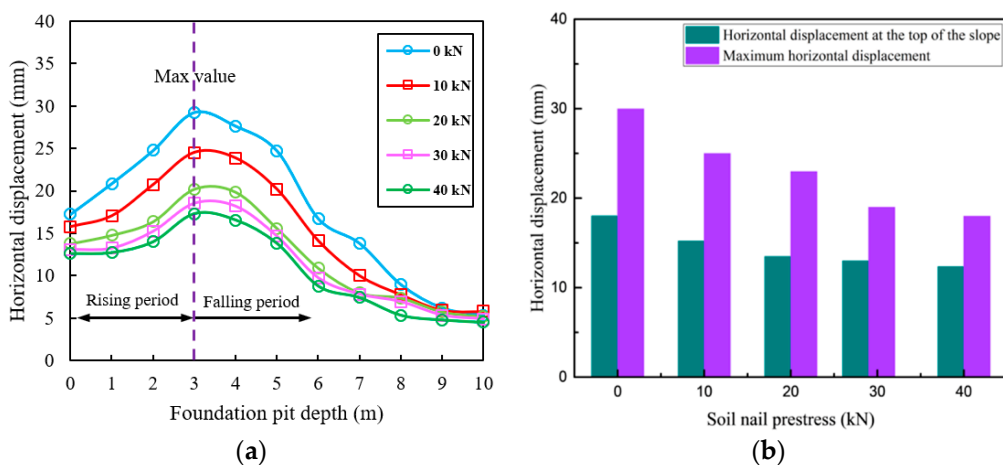 40
35
30
25
20
15
10
5
0
Horizontal displacement (mm)
Max value
0 kN
10 kN
20 kN
30 kN
40 kN
Rising period
Falling period
0 1 2 3 4 5 6 7 8 9 10
Foundation pit depth (m)
(a)
40
30
20
10
0
Horizontal displacement (mm)
Horizontal displacement at the top of the slope
Maximum horizontal displacement
0 10 20 30 40
Soil nail prestress (kN)
(b)